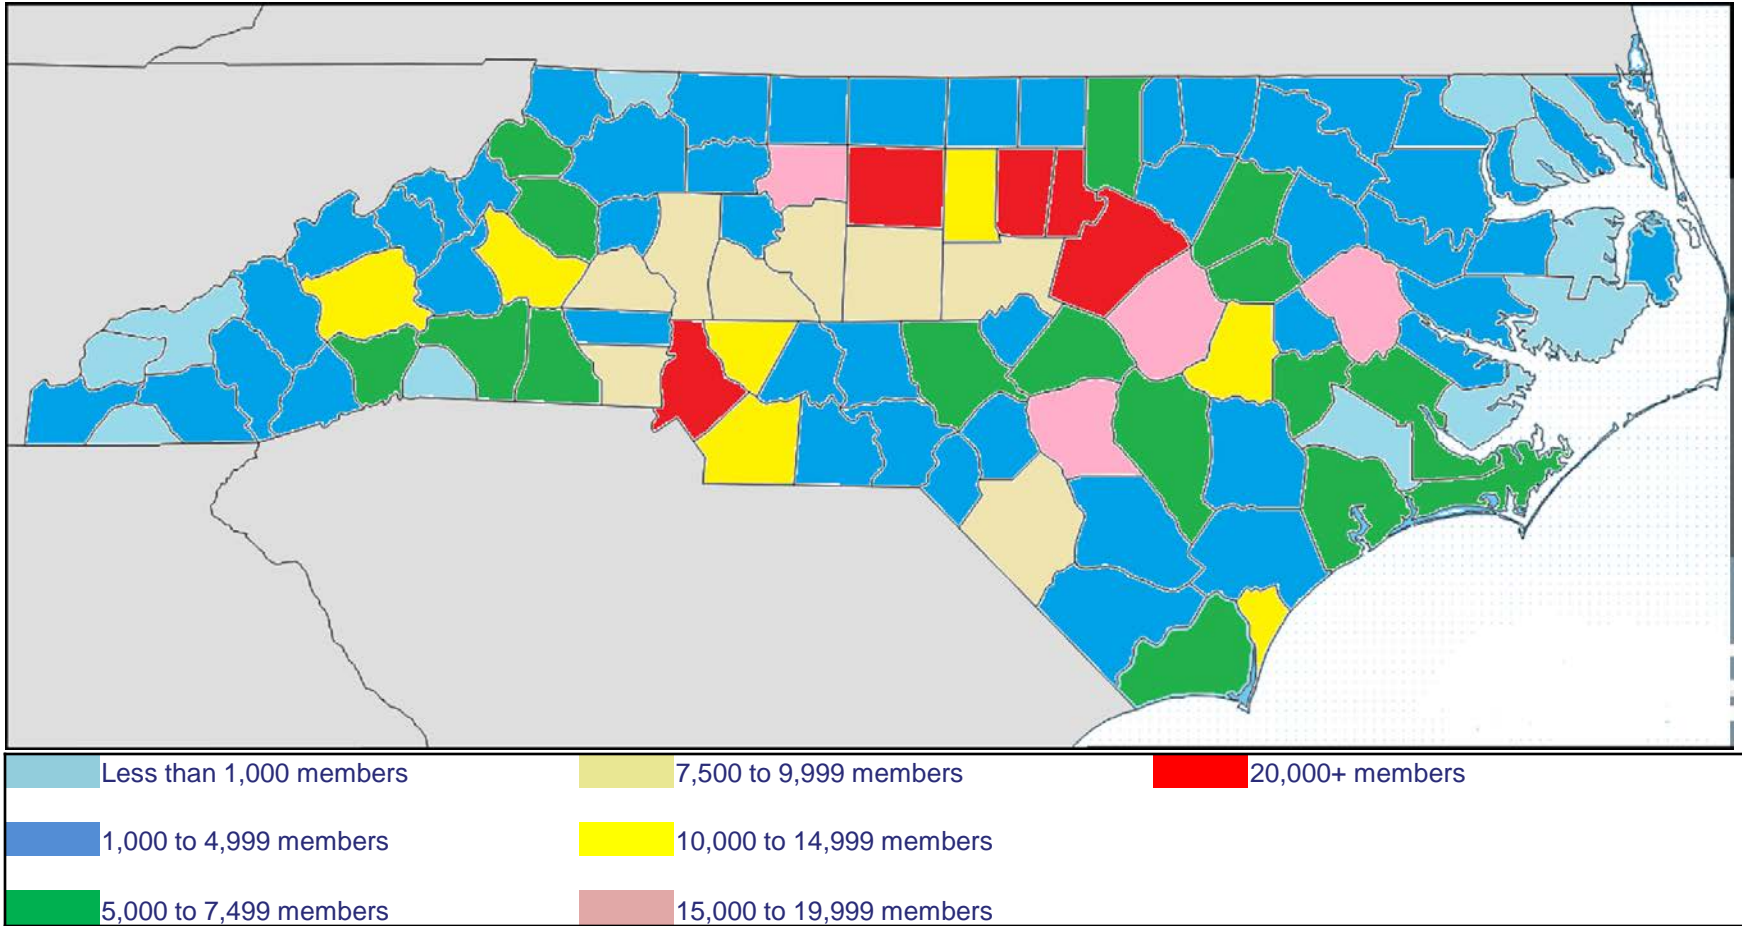 Less than 1,000 members
7,500 to 9,999 members
20,000+ members
1,000 to 4,999 members
10,000 to 14,999 members
5,000 to 7,499 members
15,000 to 19,999 members